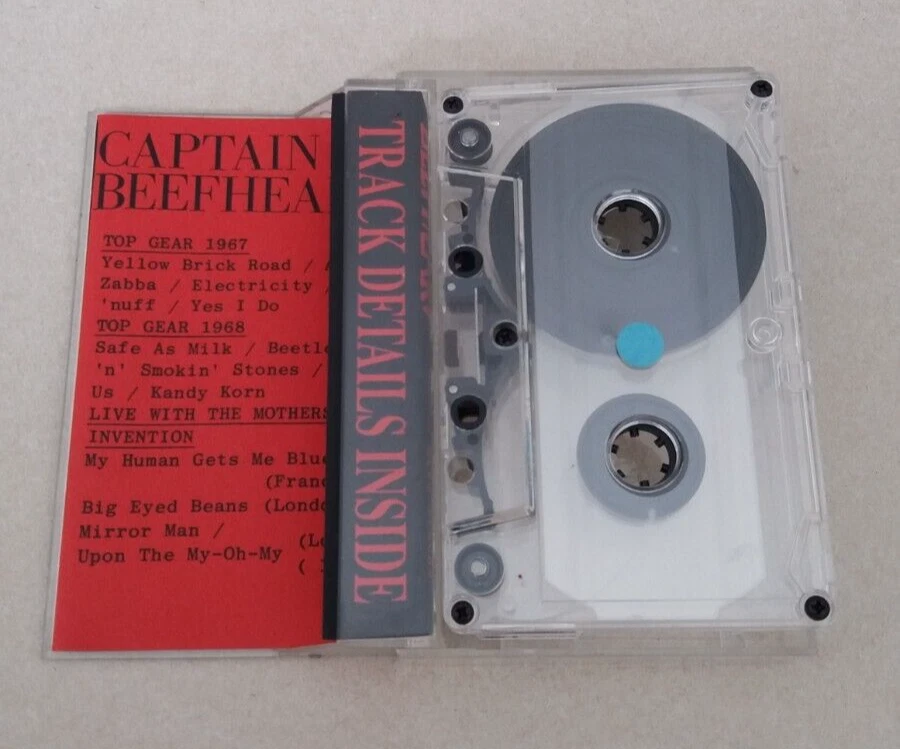 CAPTAIN
BEEFHEA
TOP GEAR 1967
Yellow Brick Road /
Zabba / Electricity /
'nuff / Yes I Do
TOP GEAR 1968
Safe As Milk / Beetle
'n' Smokin' Stones /
Us / Kandy Korn
LIVE WITH THE MOTHERS
INVENTION
My Human Gets Me Blue
(Franc
Big Eyed Beans (Londo
Mirror Man /
(Lo
Upon The My-Oh-My
(
TRACK DETAILS INSIDE